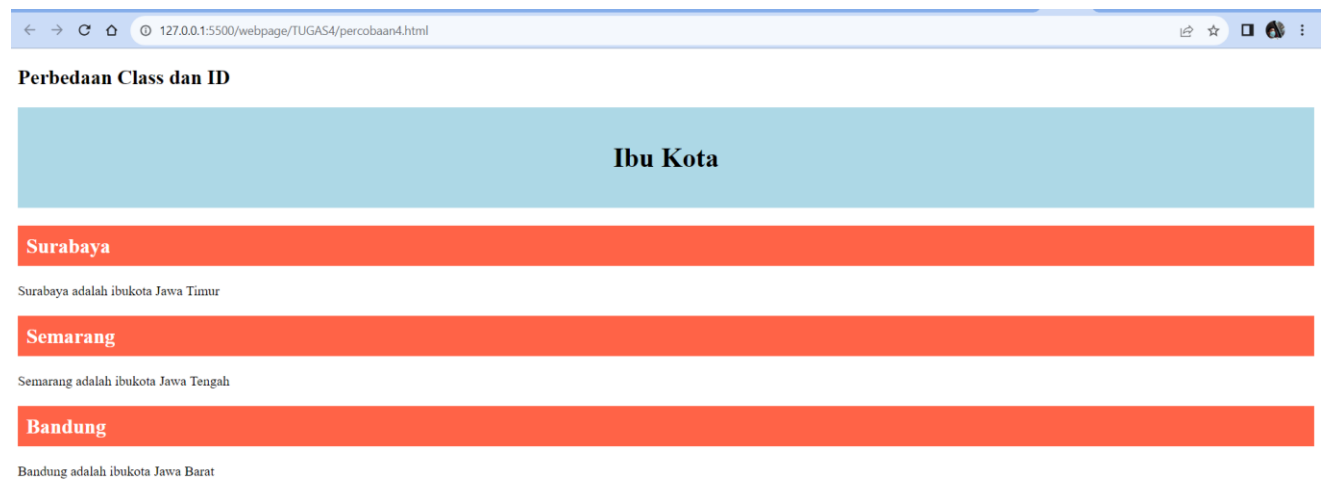 127.0.0.1:5500/webpage/TUGAS4/percobaan4.html
Perbedaan Class dan ID
Ibu Kota
Surabaya
Surabaya adalah ibukota Jawa Timur
Semarang
Semarang adalah ibukota Jawa Tengah
Bandung
Bandung adalah ibukota Jawa Barat